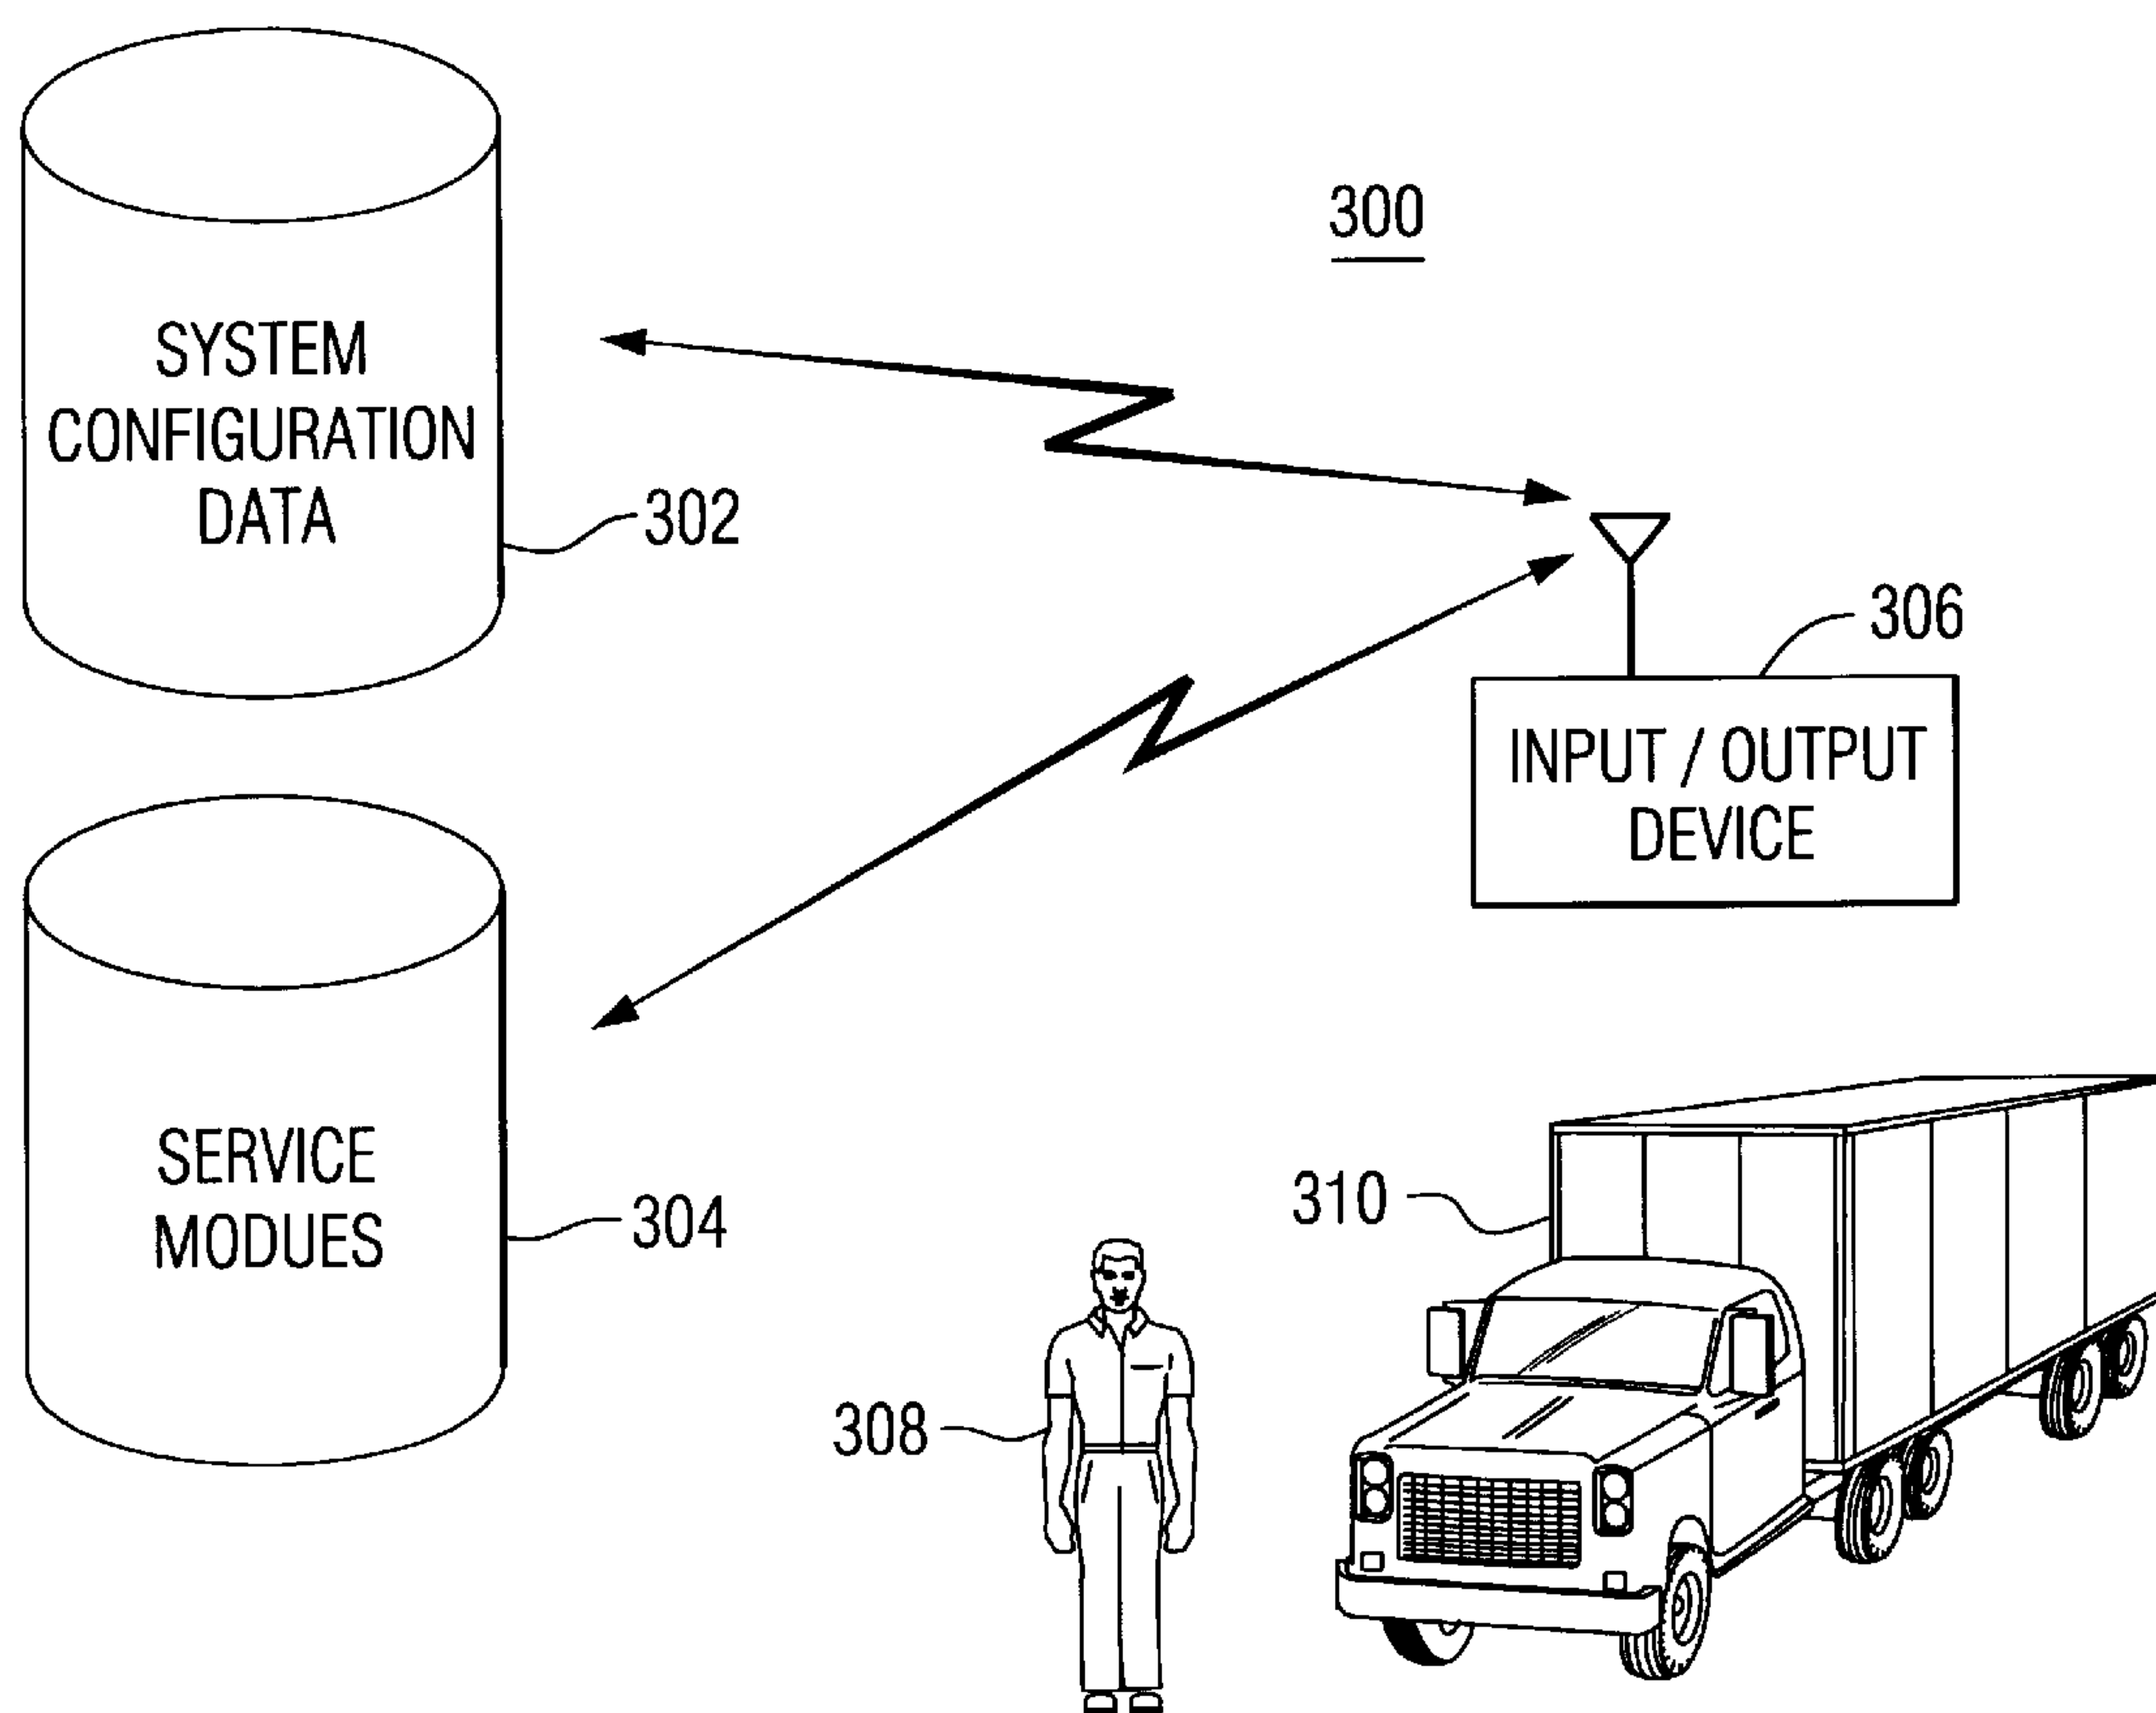 300
SYSTEM
CONFIGURATION
DATA
302
306
INPUT / OUTPUT
DEVICE
SERVICE
MODUES
304
310
308